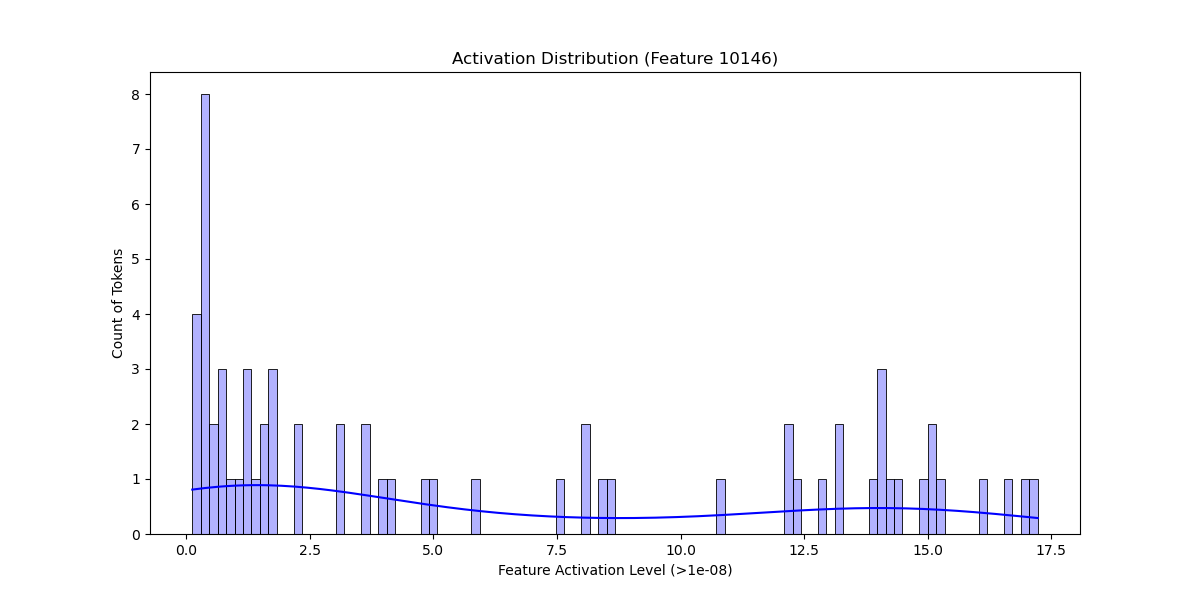 Activation Distribution (Feature 10146)
Count of Tokens
8
7
6
5
4
3
2
1
0
0.0 2.5 5.0 7.5 10.0 12.5 15.0 17.5
Feature Activation Level (>1e-08)